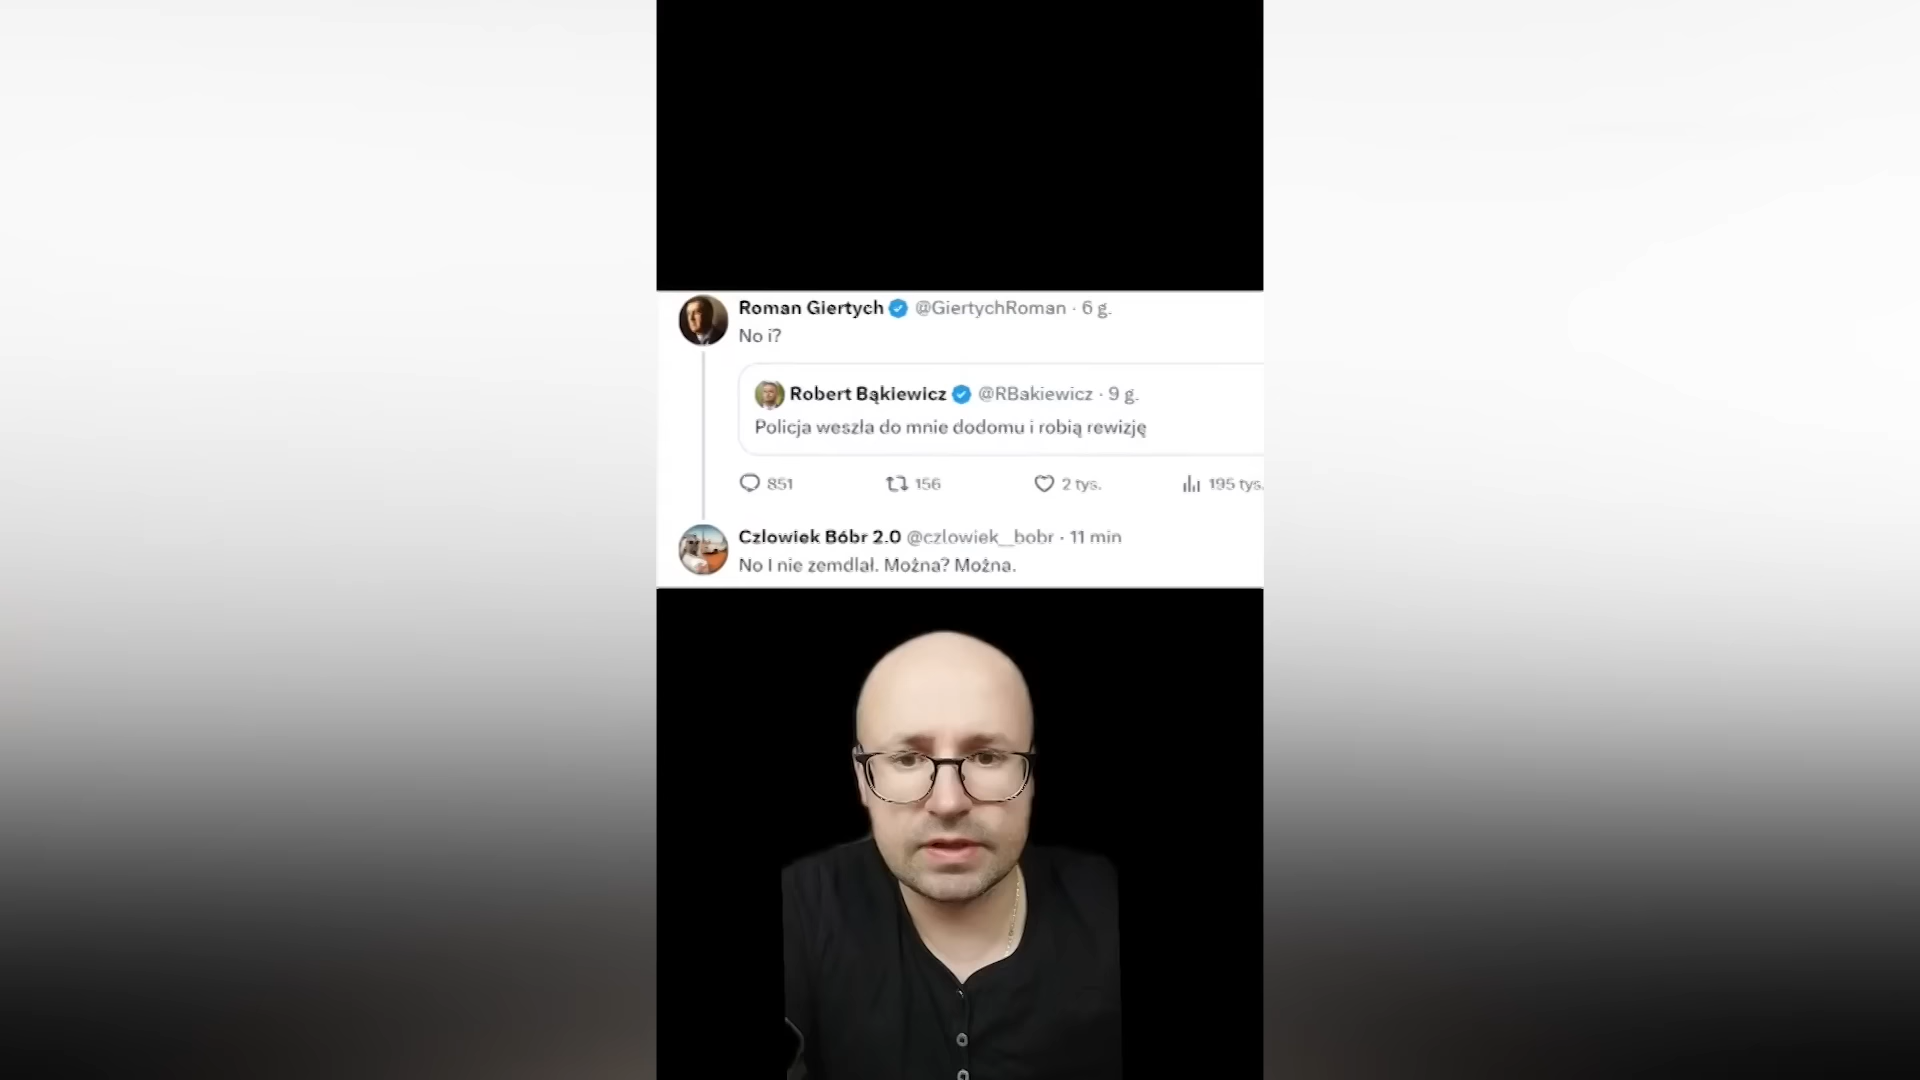 Roman Giertych @GiertychRoman · 6 g.
No i?
Robert Bąkiewicz @RBakiewicz · 9 g.
Policja weszła do mnie dodomu i robią rewizję
851 156 2 tys. 195 tys.
Człowiek Bóbr 2.0 @czlowiek__bobr · 11 min
No I nie zemdlał. Można? Można.